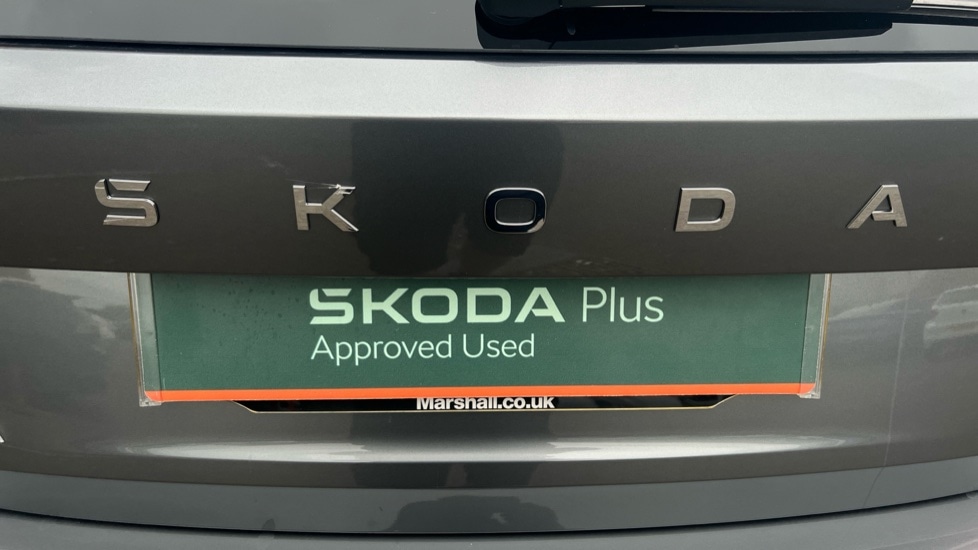 SKODA
SKODA Plus
Approved Used
Marshall.co.uk